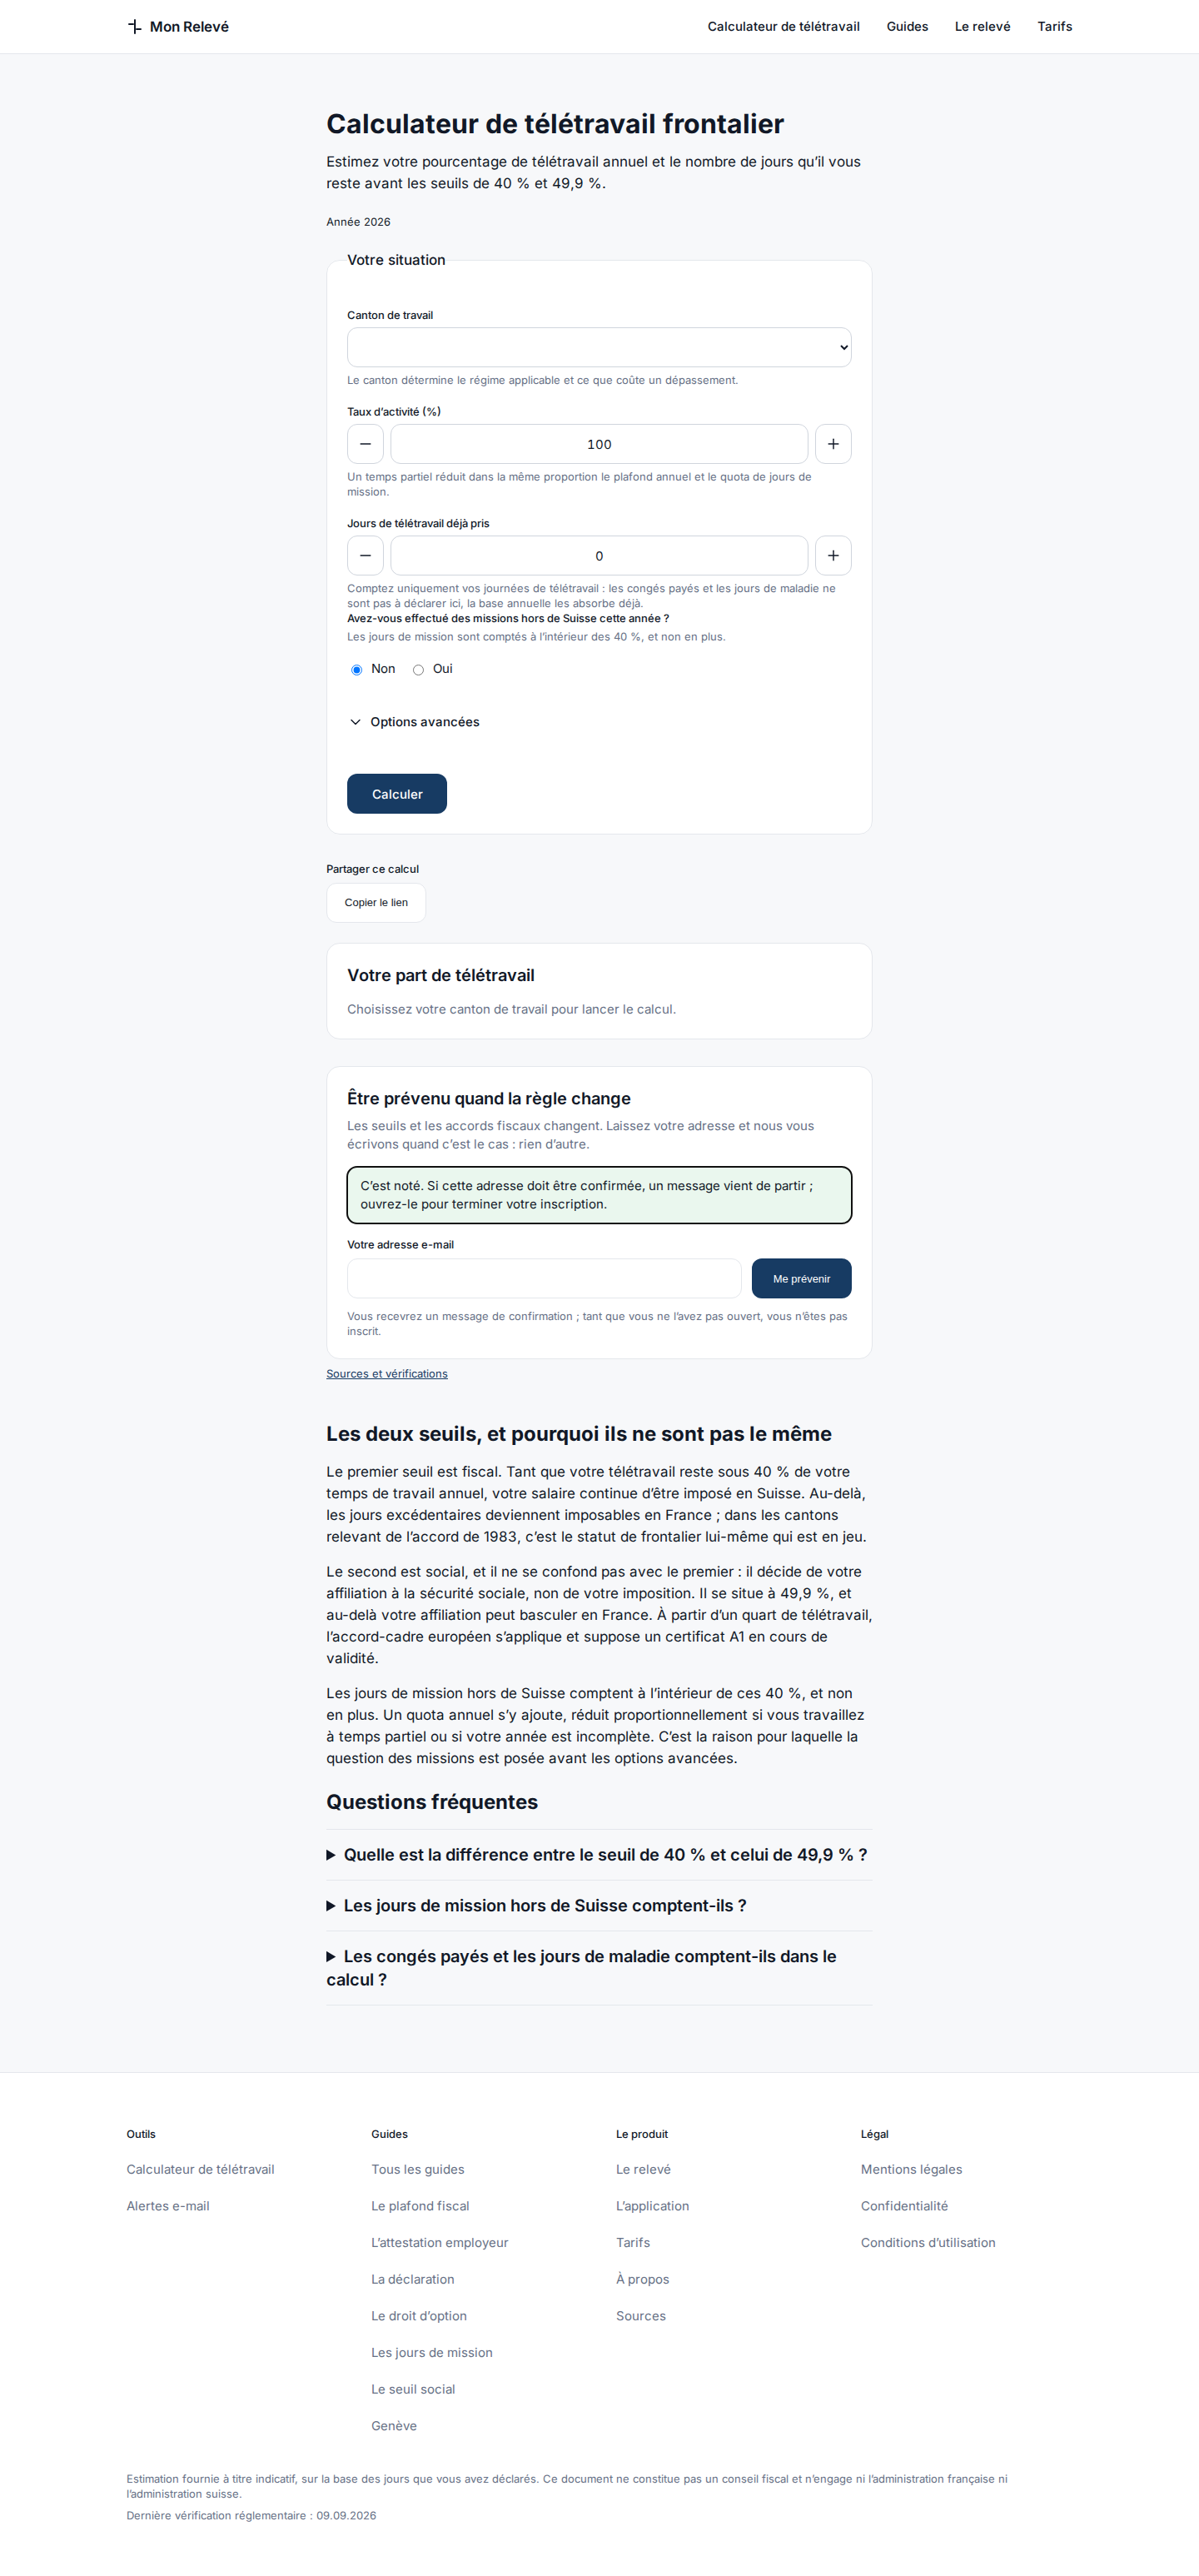 Mon Relevé
Calculateur de télétravail
Guides
Le relevé
Tarifs
Calculateur de télétravail frontalier
Estimez votre pourcentage de télétravail annuel et le nombre de jours qu’il vous
reste avant les seuils de 40 % et 49,9 %.
Année 2026
Votre situation
Canton de travail
Le canton détermine le régime applicable et ce que coûte un dépassement.
Taux d’activité (%)
100
Un temps partiel réduit dans la même proportion le plafond annuel et le quota de jours de
mission.
Jours de télétravail déjà pris
0
Comptez uniquement vos journées de télétravail : les congés payés et les jours de maladie ne
sont pas à déclarer ici, la base annuelle les absorbe déjà.
Avez-vous effectué des missions hors de Suisse cette année ?
Les jours de mission sont comptés à l’intérieur des 40 %, et non en plus.
Non
Oui
Options avancées
Calculer
Partager ce calcul
Copier le lien
Votre part de télétravail
Choisissez votre canton de travail pour lancer le calcul.
Être prévenu quand la règle change
Les seuils et les accords fiscaux changent. Laissez votre adresse et nous vous
écrivons quand c’est le cas : rien d’autre.
C’est noté. Si cette adresse doit être confirmée, un message vient de partir ;
ouvrez-le pour terminer votre inscription.
Votre adresse e-mail
Me prévenir
Vous recevrez un message de confirmation ; tant que vous ne l’avez pas ouvert, vous n’êtes pas
inscrit.
Sources et vérifications
Les deux seuils, et pourquoi ils ne sont pas le même
Le premier seuil est fiscal. Tant que votre télétravail reste sous 40 % de votre
temps de travail annuel, votre salaire continue d’être imposé en Suisse. Au-delà,
les jours excédentaires deviennent imposables en France ; dans les cantons
relevant de l’accord de 1983, c’est le statut de frontalier lui-même qui est en jeu.
Le second est social, et il ne se confond pas avec le premier : il décide de votre
affiliation à la sécurité sociale, non de votre imposition. Il se situe à 49,9 %, et
au-delà votre affiliation peut basculer en France. À partir d’un quart de télétravail,
l’accord-cadre européen s’applique et suppose un certificat A1 en cours de
validité.
Les jours de mission hors de Suisse comptent à l’intérieur de ces 40 %, et non
en plus. Un quota annuel s’y ajoute, réduit proportionnellement si vous travaillez
à temps partiel ou si votre année est incomplète. C’est la raison pour laquelle la
question des missions est posée avant les options avancées.
Questions fréquentes
Quelle est la différence entre le seuil de 40 % et celui de 49,9 % ?
Les jours de mission hors de Suisse comptent-ils ?
Les congés payés et les jours de maladie comptent-ils dans le
calcul ?
Outils
Calculateur de télétravail
Alertes e-mail
Guides
Tous les guides
Le plafond fiscal
L’attestation employeur
La déclaration
Le droit d’option
Les jours de mission
Le seuil social
Genève
Le produit
Le relevé
L’application
Tarifs
À propos
Sources
Légal
Mentions légales
Confidentialité
Conditions d’utilisation
Estimation fournie à titre indicatif, sur la base des jours que vous avez déclarés. Ce document ne constitue pas un conseil fiscal et n’engage ni l’administration française ni
l’administration suisse.
Dernière vérification réglementaire : 09.09.2026